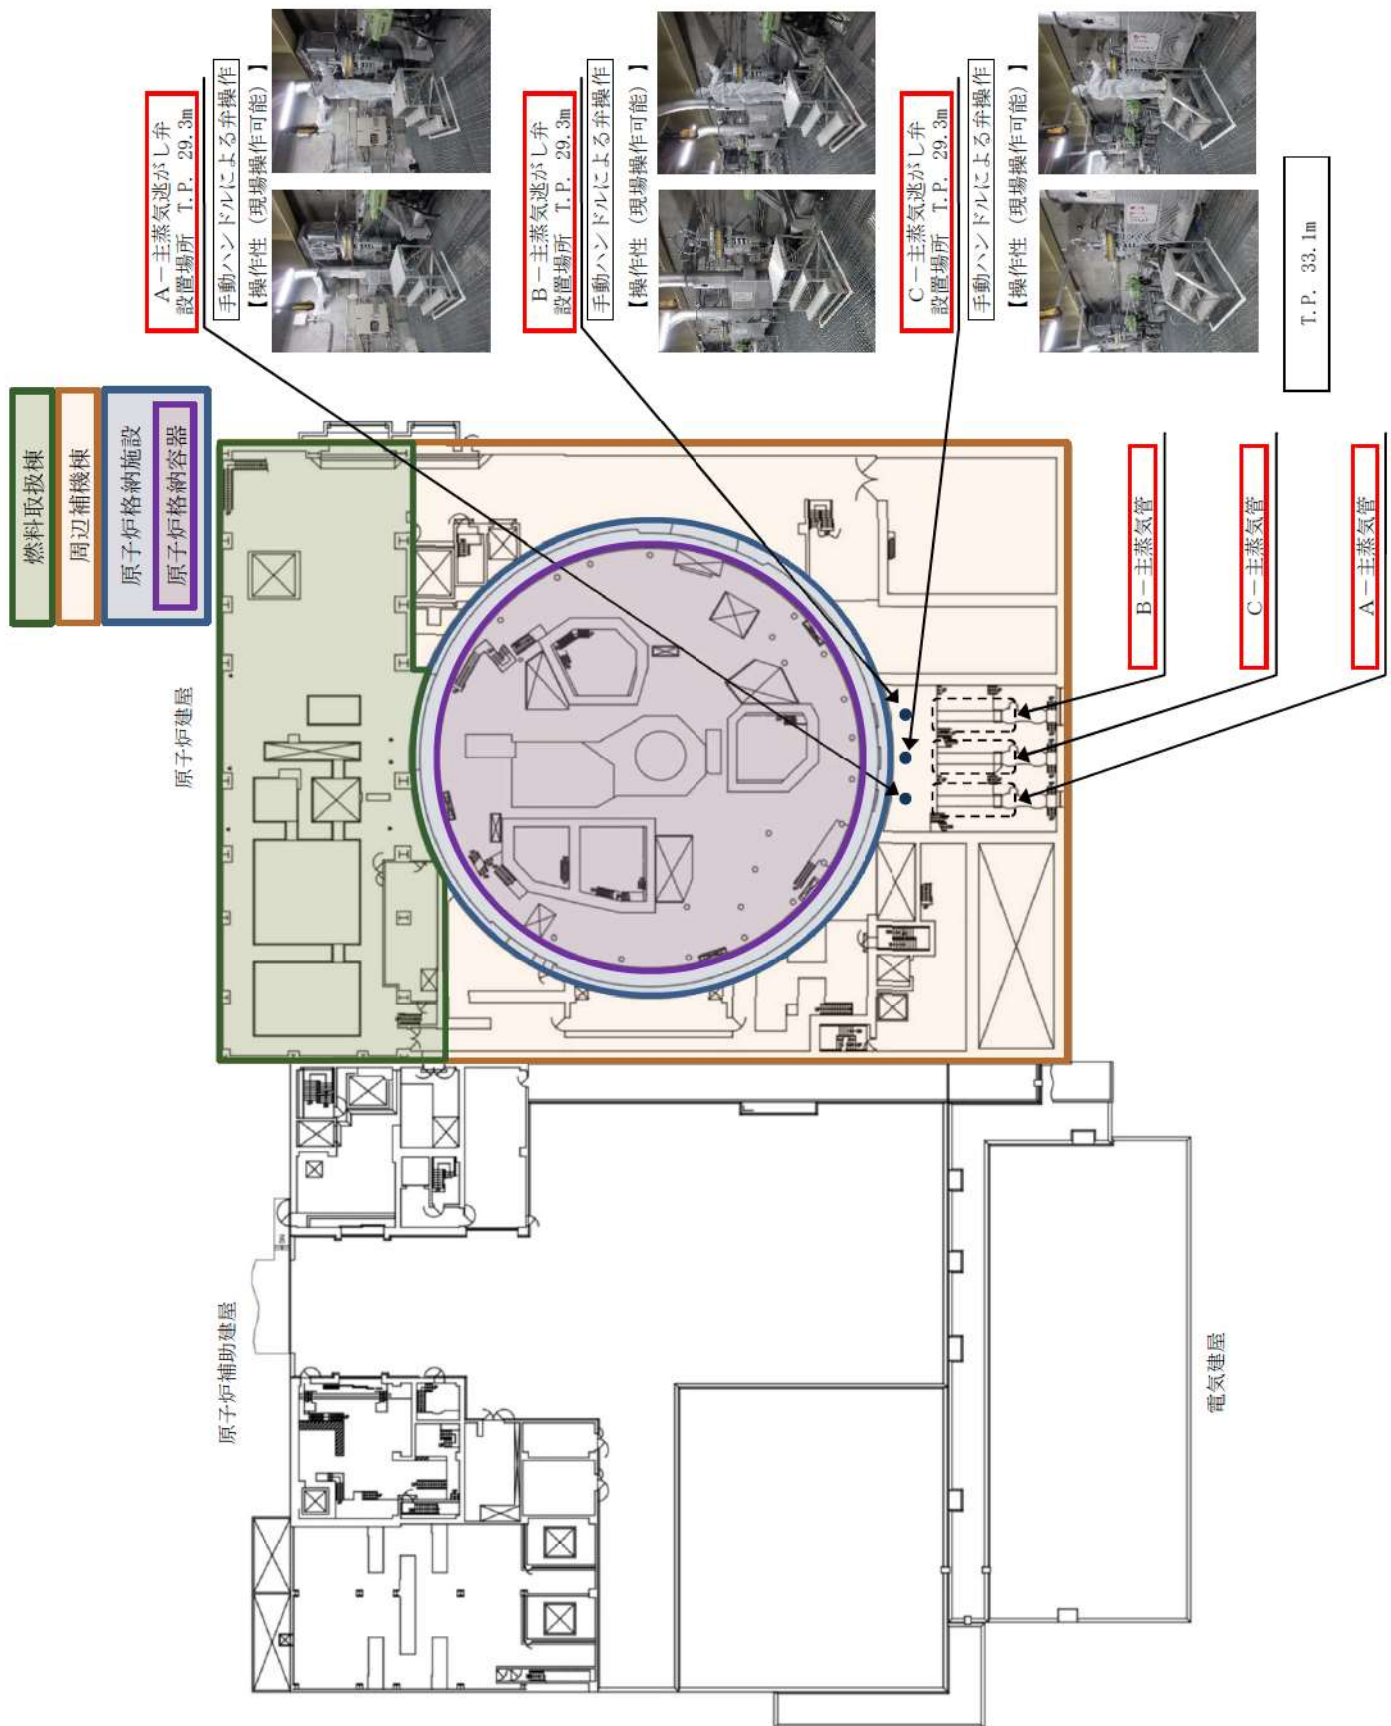 燃料取扱棟
周辺補機棟
原子炉格納施設
原子炉格納容器
原子炉建屋
原子炉補助建屋
電気建屋
A－主蒸気逃がし弁
設置場所 T.P. 29.3m
手動ハンドルによる弁操作
【操作性（現場操作可能）】
B－主蒸気逃がし弁
設置場所 T.P. 29.3m
手動ハンドルによる弁操作
【操作性（現場操作可能）】
C－主蒸気逃がし弁
設置場所 T.P. 29.3m
手動ハンドルによる弁操作
【操作性（現場操作可能）】
B－主蒸気管
C－主蒸気管
A－主蒸気管
T.P. 33.1m